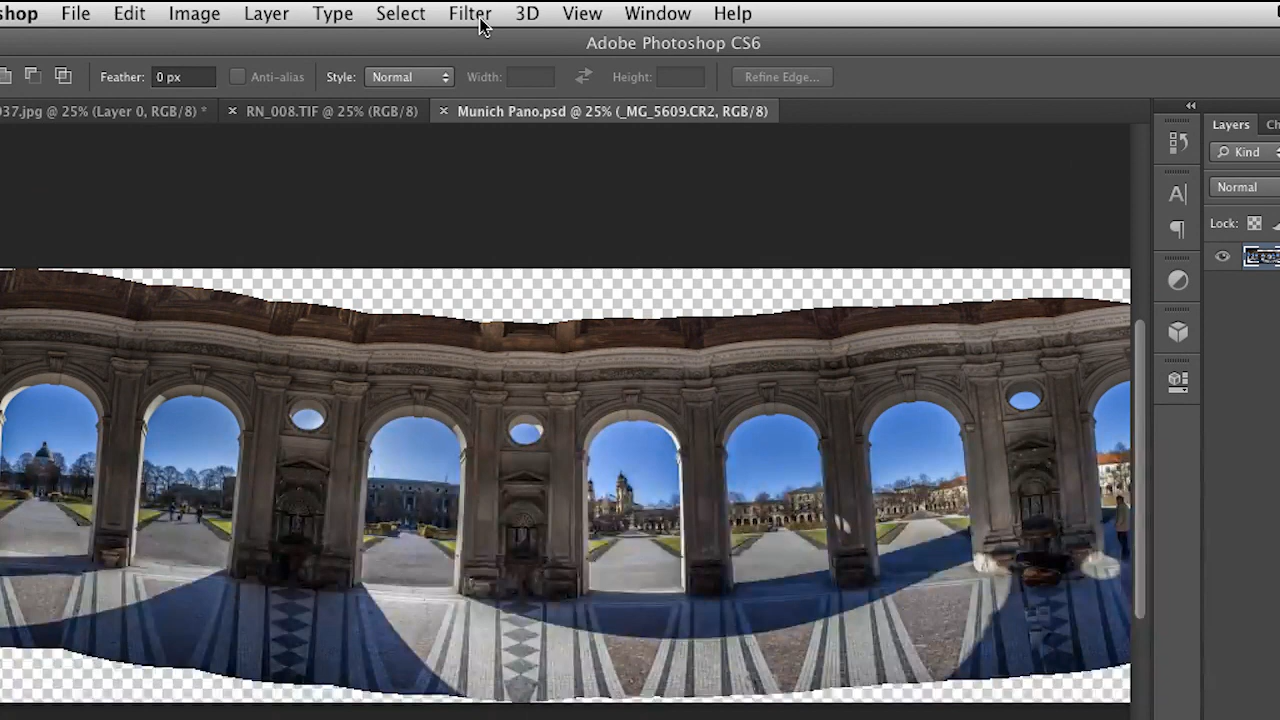 shop File Edit Image Layer Type Select Filter 3D View Window Help
Adobe Photoshop CS6
Feather: 0 px Anti-alias Style: Normal Width: Height: Refine Edge...
037.jpg @ 25% (Layer 0, RGB/8) * × RN_008.TIF @ 25% (RGB/8) × Munich Pano.psd @ 25% (_MG_5609.CR2, RGB/8)
Layers Ch
Kind
Normal
Lock: